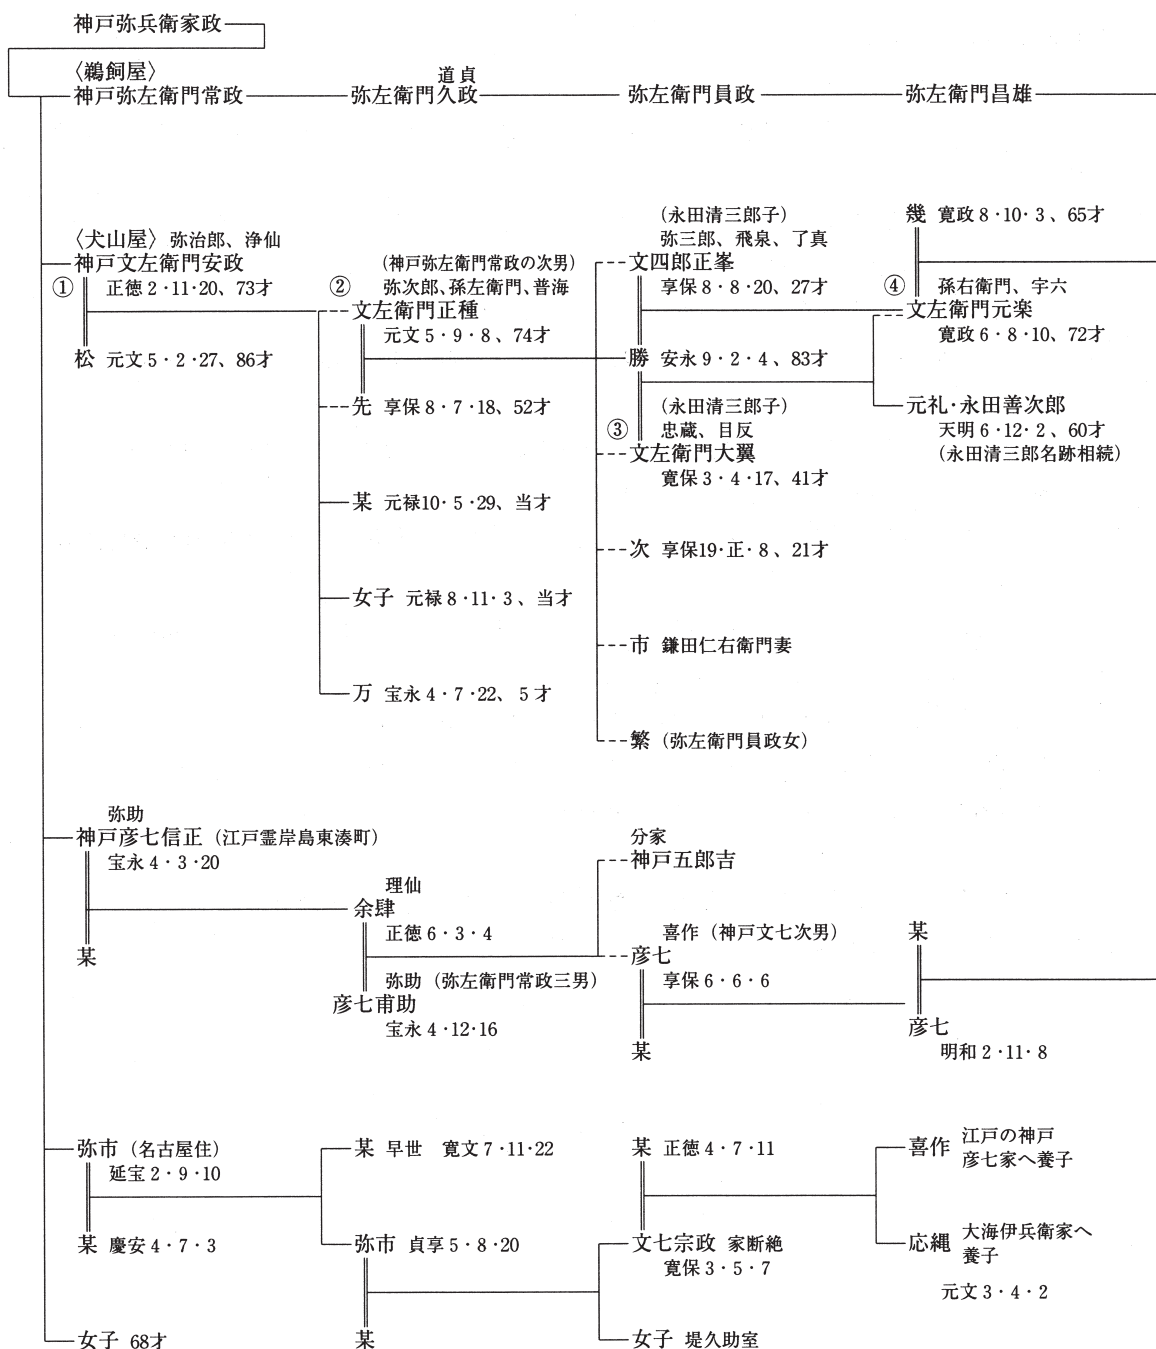 神戸弥兵衛家政
〈鵜飼屋〉
神戸弥左衛門常政
道貞
弥左衛門久政
弥左衛門員政
弥左衛門昌雄
〈犬山屋〉 弥治郎、浄仙
神戸文左衛門安政
① 正徳2・11・20、73才
松 元文5・2・27、86才
(神戸弥左衛門常政の次男)
② 弥次郎、孫左衛門、普海
文左衛門正種
元文5・9・8、74才
先 享保8・7・18、52才
某 元禄10・5・29、当才
女子 元禄8・11・3、当才
万 宝永4・7・22、5才
(永田清三郎子)
弥三郎、飛泉、了真
文四郎正峯
享保8・8・20、27才
勝 安永9・2・4、83才
(永田清三郎子)
③ 忠蔵、目反
文左衛門大翼
寛保3・4・17、41才
次 享保19・正・8、21才
市 鎌田仁右衛門妻
繁 (弥左衛門員政女)
幾 寛政8・10・3、65才
④ 孫右衛門、宇六
文左衛門元楽
寛政6・8・10、72才
元礼・永田善次郎
天明6・12・2、60才
(永田清三郎名跡相続)
弥助
神戸彦七信正 (江戸霊岸島東湊町)
宝永4・3・20
某
理仙
余肆
正徳6・3・4
弥助 (弥左衛門常政三男)
彦七甫助
宝永4・12・16
分家
神戸五郎吉
喜作 (神戸文七次男)
彦七
享保6・6・6
某
某
彦七
明和2・11・8
弥市 (名古屋住)
延宝2・9・10
某 慶安4・7・3
某 早世 寛文7・11・22
弥市 貞享5・8・20
某
某 正徳4・7・11
文七宗政 家断絶
寛保3・5・7
女子 堤久助室
喜作 江戸の神戸
彦七家へ養子
応縄 大海伊兵衛家へ
養子
元文3・4・2
女子 68才